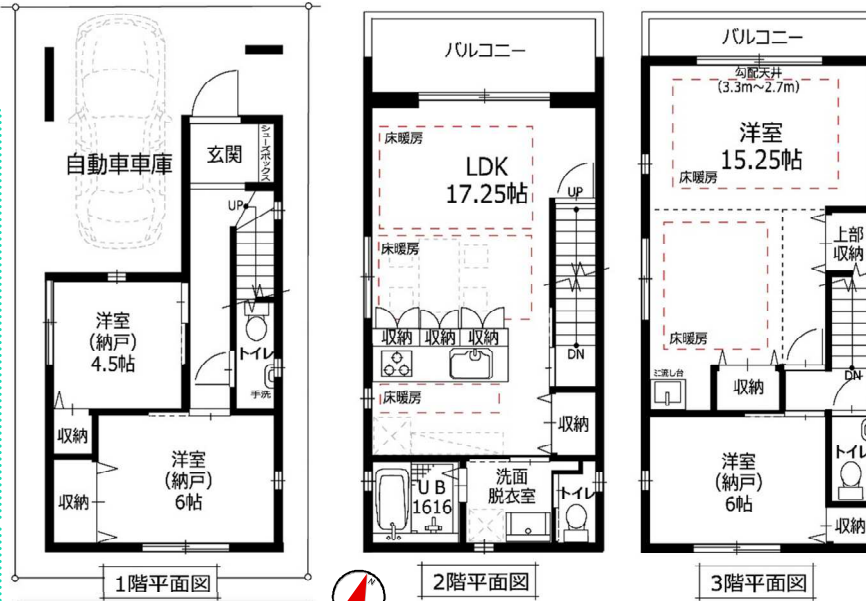 自動車車庫
玄関
シューズボックス
UP
洋室
(納戸)
4.5帖
トイレ
手洗
収納
洋室
(納戸)
6帖
収納
1階平面図
バルコニー
床暖房
LDK
17.25帖
UP
床暖房
収納
収納
収納
DN
床暖房
収納
UB
1616
洗面
脱衣室
トイレ
N
2階平面図
バルコニー
勾配天井
(3.3m～2.7m)
洋室
15.25帖
床暖房
上部
収納
床暖房
ミニ流し台
収納
DN
洋室
(納戸)
6帖
トイレ
収納
3階平面図